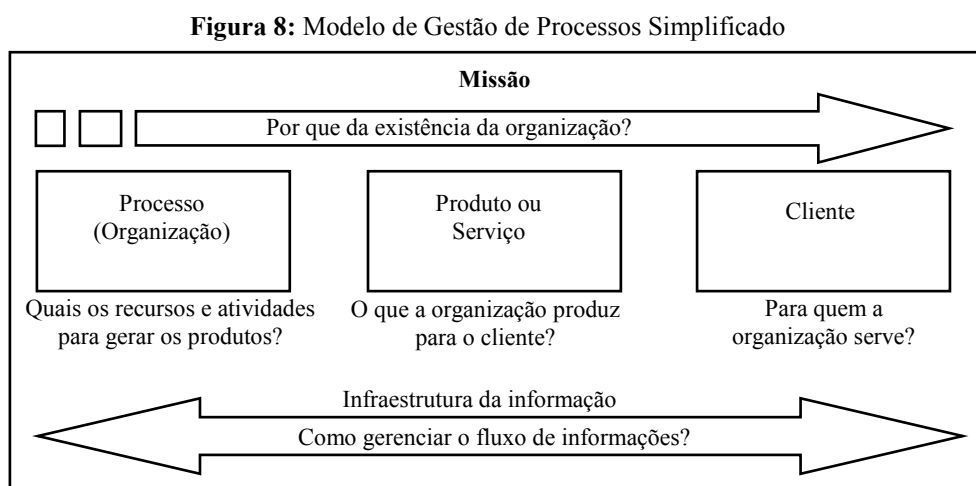 Figura 8: Modelo de Gestão de Processos Simplificado
Missão
Por que da existência da organização?
Processo
(Organização)
Produto ou
Serviço
Cliente
Quais os recursos e atividades
para gerar os produtos?
O que a organização produz
para o cliente?
Para quem a
organização serve?
Infraestrutura da informação
Como gerenciar o fluxo de informações?